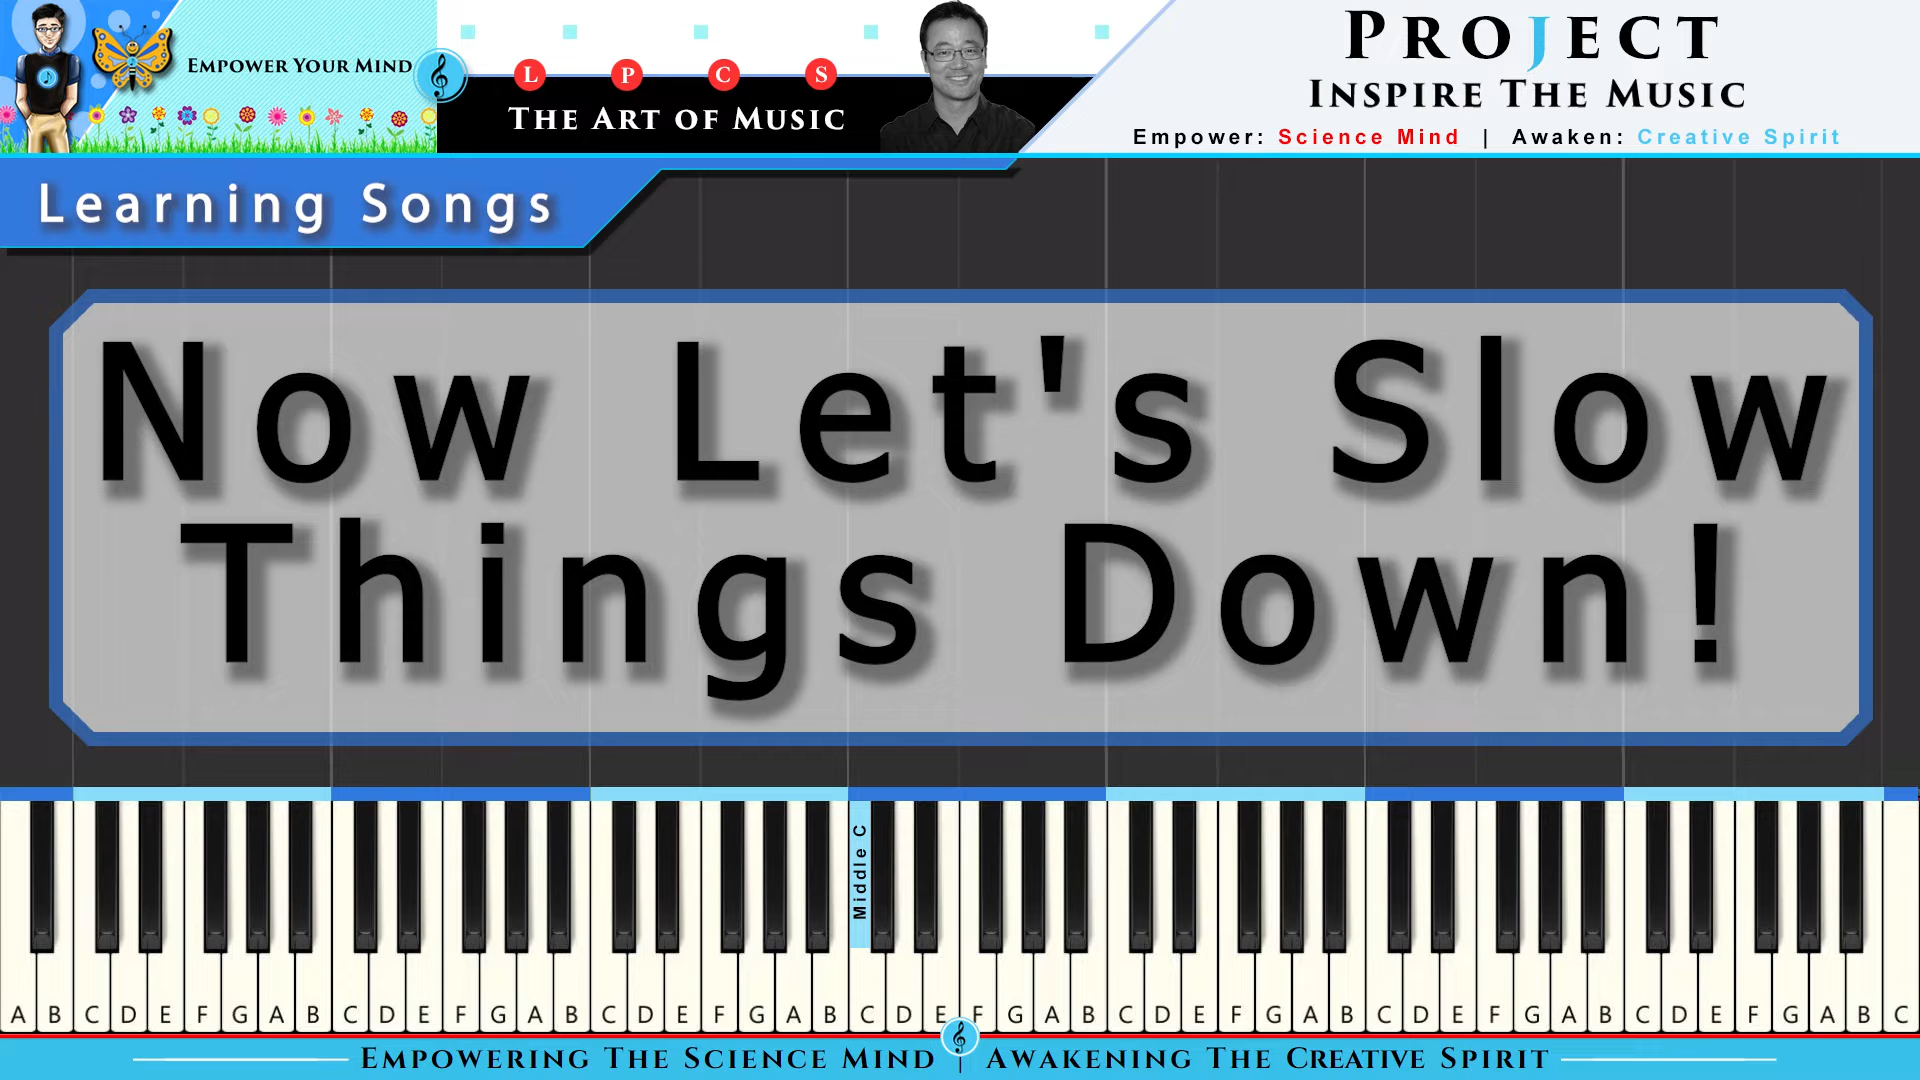 Empower Your Mind
L P C S
The Art of Music
Project
Inspire The Music
Empower: Science Mind | Awaken: Creative Spirit
Learning Songs
Now Let's Slow
Things Down!
Middle C
A B C D E F G A B C D E F G A B C D E F G A B C D E F G A B C D E F G A B C D E F G A B C D E F G A B C
Empowering The Science Mind | Awakening The Creative Spirit